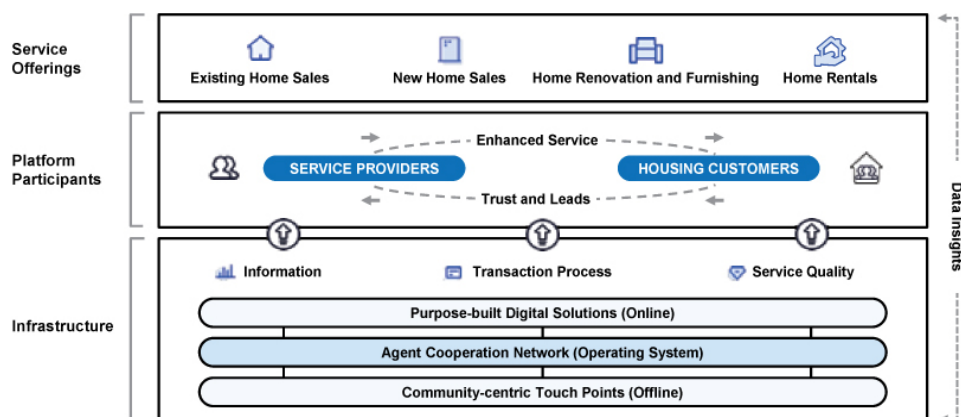 Service
Offerings
Existing Home Sales
New Home Sales
Home Renovation and Furnishing
Home Rentals
Platform
Participants
Enhanced Service
SERVICE PROVIDERS
HOUSING CUSTOMERS
Trust and Leads
Data Insights
Infrastructure
Information
Transaction Process
Service Quality
Purpose-built Digital Solutions (Online)
Agent Cooperation Network (Operating System)
Community-centric Touch Points (Offline)